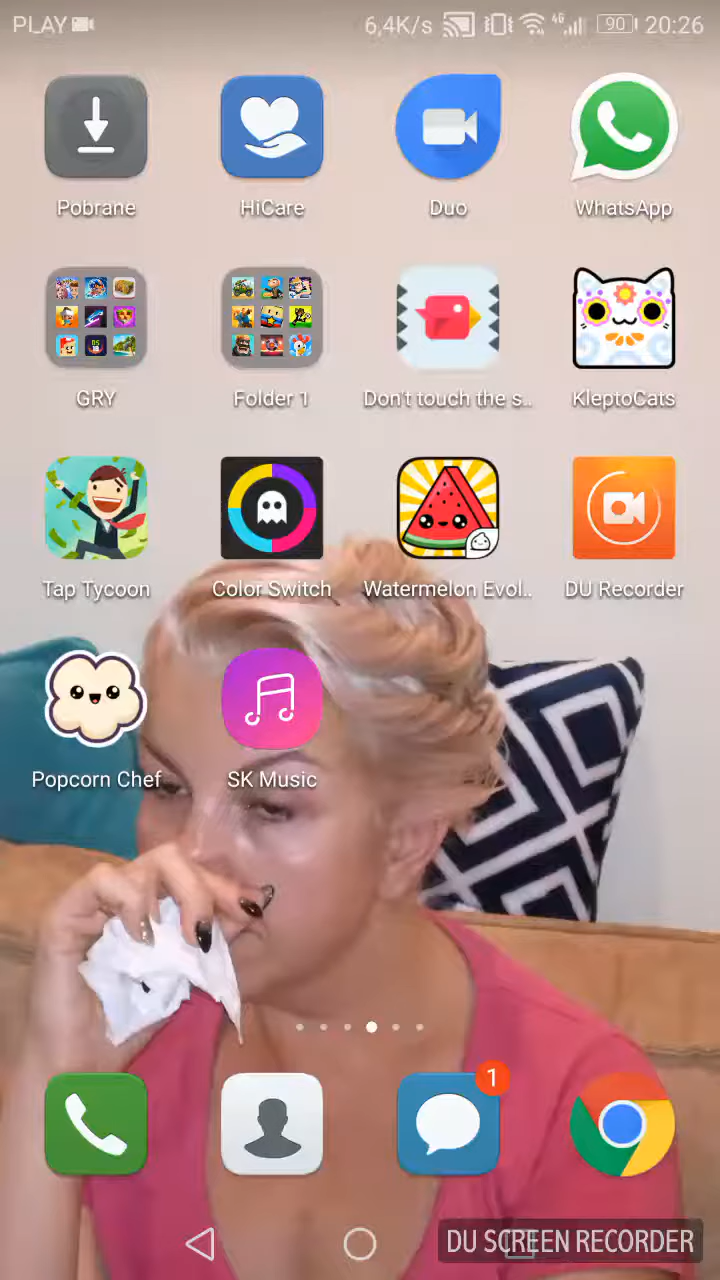 PLAY 6,4K/s 4G 90 20:26
Pobrane HiCare Duo WhatsApp
GRY Folder 1 Don't touch the s... KleptoCats
Tap Tycoon Color Switch Watermelon Evol... DU Recorder
Popcorn Chef SK Music
1
DU SCREEN RECORDER